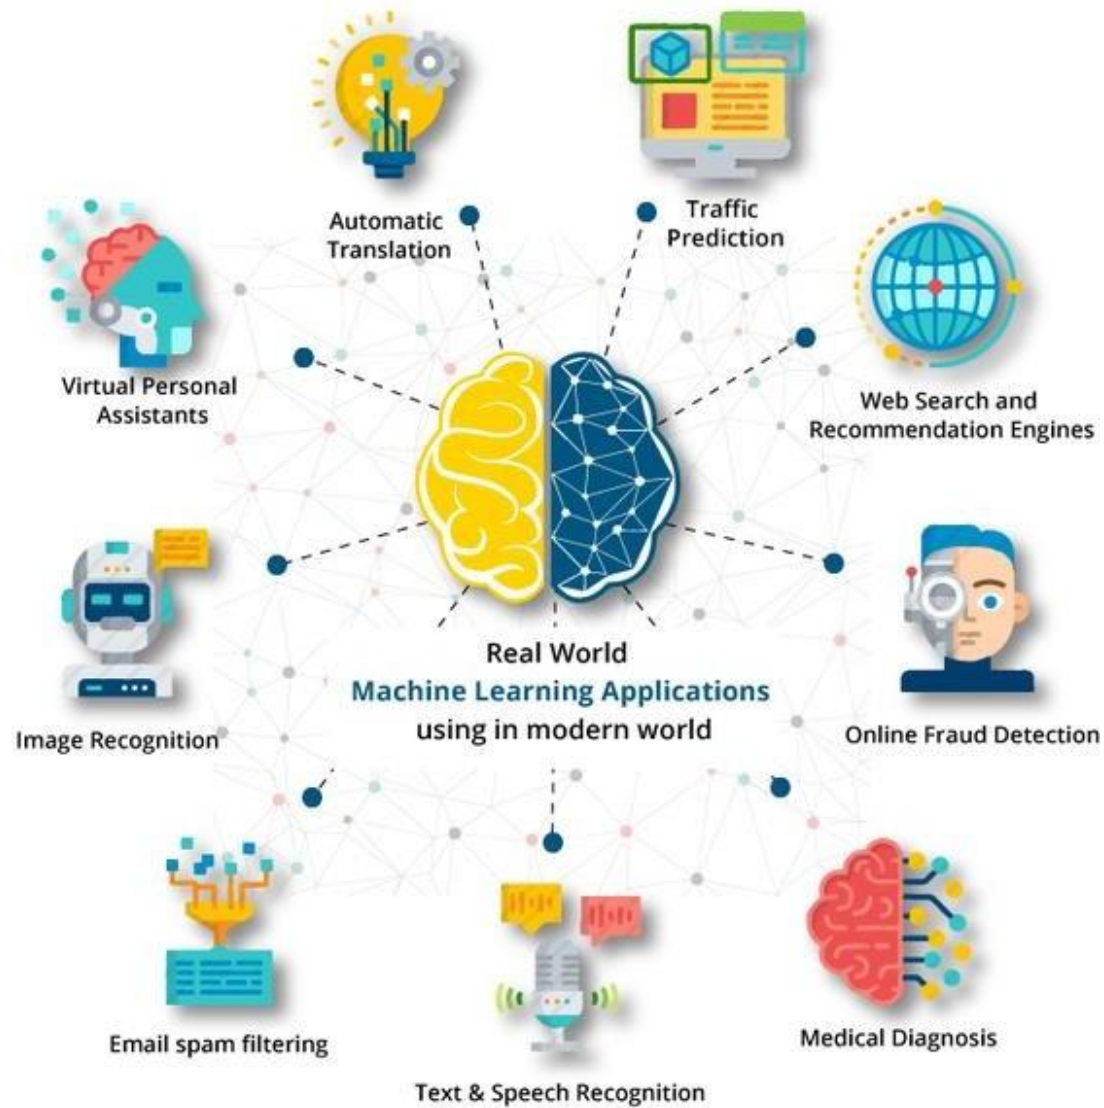 Automatic
Translation
Traffic
Prediction
Virtual Personal
Assistants
Web Search and
Recommendation Engines
Real World
Machine Learning Applications
using in modern world
Image Recognition
Online Fraud Detection
Email spam filtering
Text & Speech Recognition
Medical Diagnosis